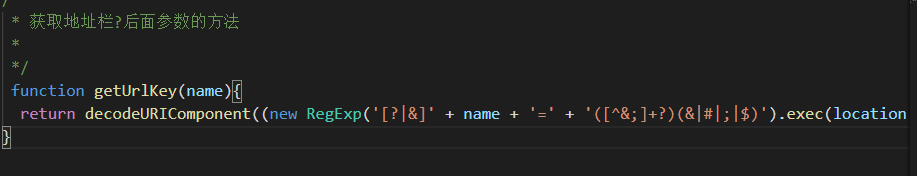 /
* 获取地址栏?后面参数的方法
*
*/
function getUrlKey(name){
return decodeURIComponent((new RegExp('[?|&]' + name + '=' + '([^&;]+?)(&|#|;|$)').exec(location
}